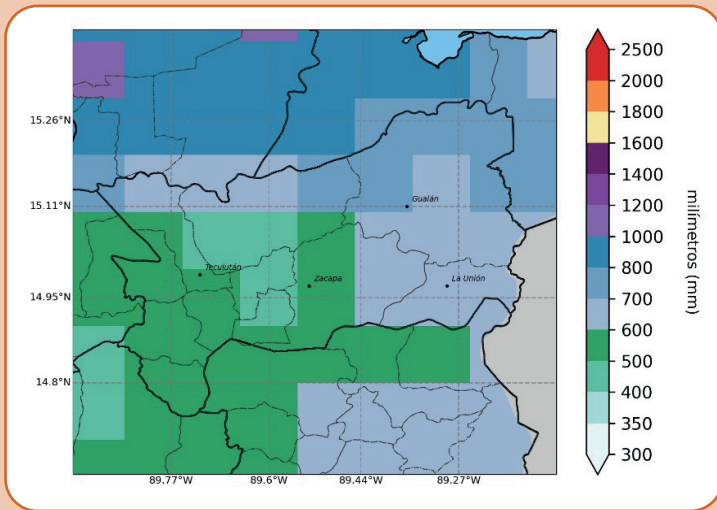 15.26°N
15.11°N
14.95°N
14.8°N
89.77°W
89.6°W
89.44°W
89.27°W
Gualán
Teculután
Zacapa
La Unión
2500
2000
1800
1600
1400
1200
1000
800
700
600
500
400
350
300
milímetros (mm)